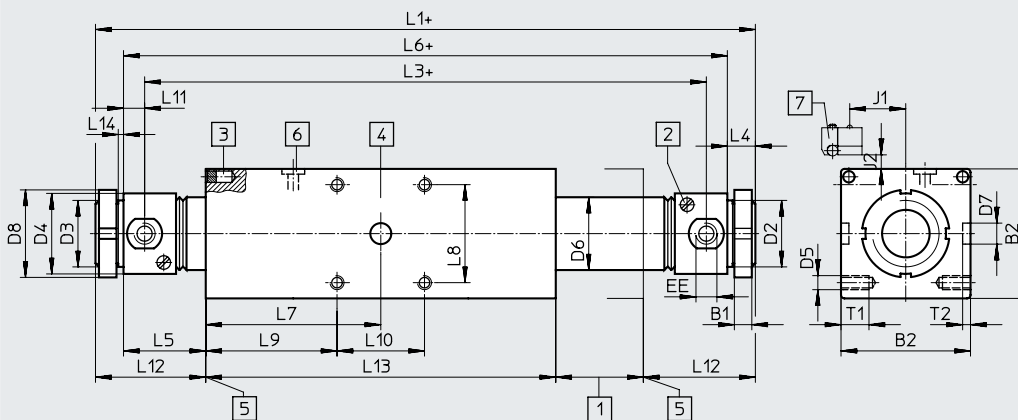 L1+
L6+
L3+
L11
L14
3
6
4
2
L4
7
J1
J2
D8
D4
D3
L8
D6
EE
D2
B1
D7
D5
B2
T1
T2
B2
L7
L5
L9
L10
L12
L13
L12
5
1
5